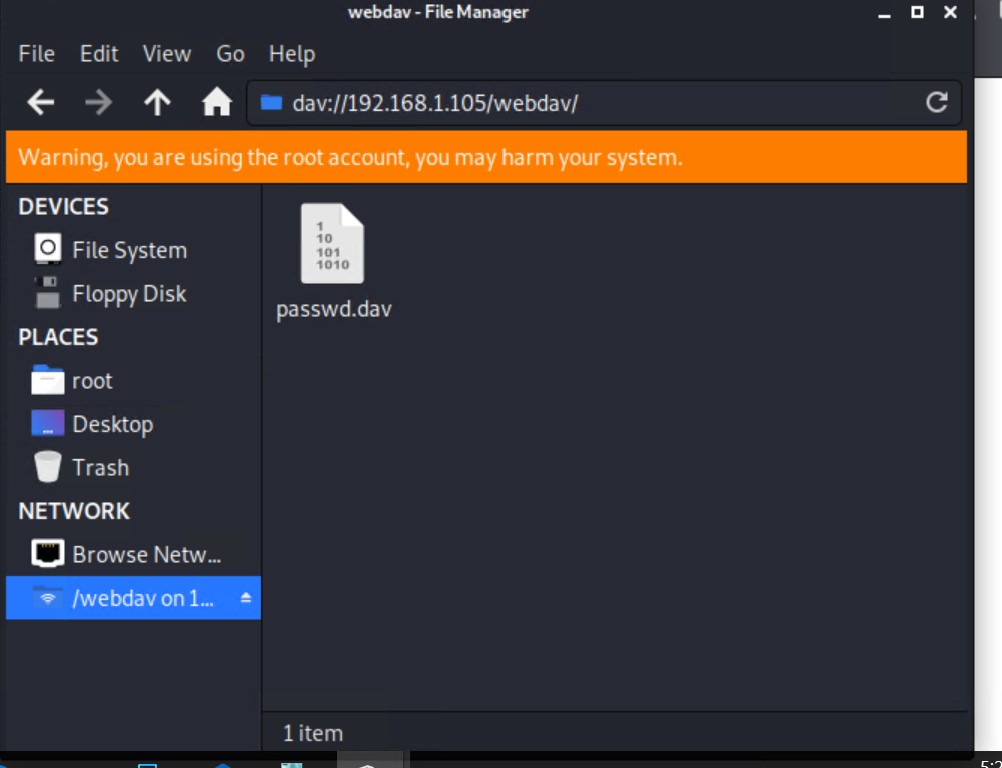 webdav - File Manager
File Edit View Go Help
dav://192.168.1.105/webdav/
Warning, you are using the root account, you may harm your system.
DEVICES
File System
Floppy Disk
PLACES
root
Desktop
Trash
NETWORK
Browse Netw...
/webdav on 1...
1
10
101
1010
passwd.dav
1 item